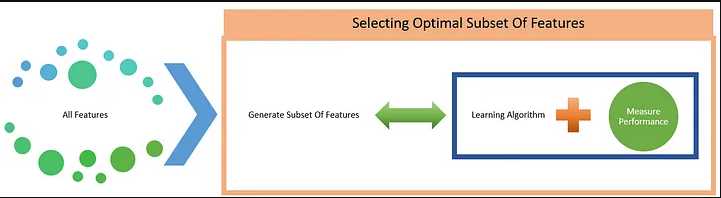 Selecting Optimal Subset Of Features
All Features
Generate Subset Of Features
Learning Algorithm
Measure
Performance